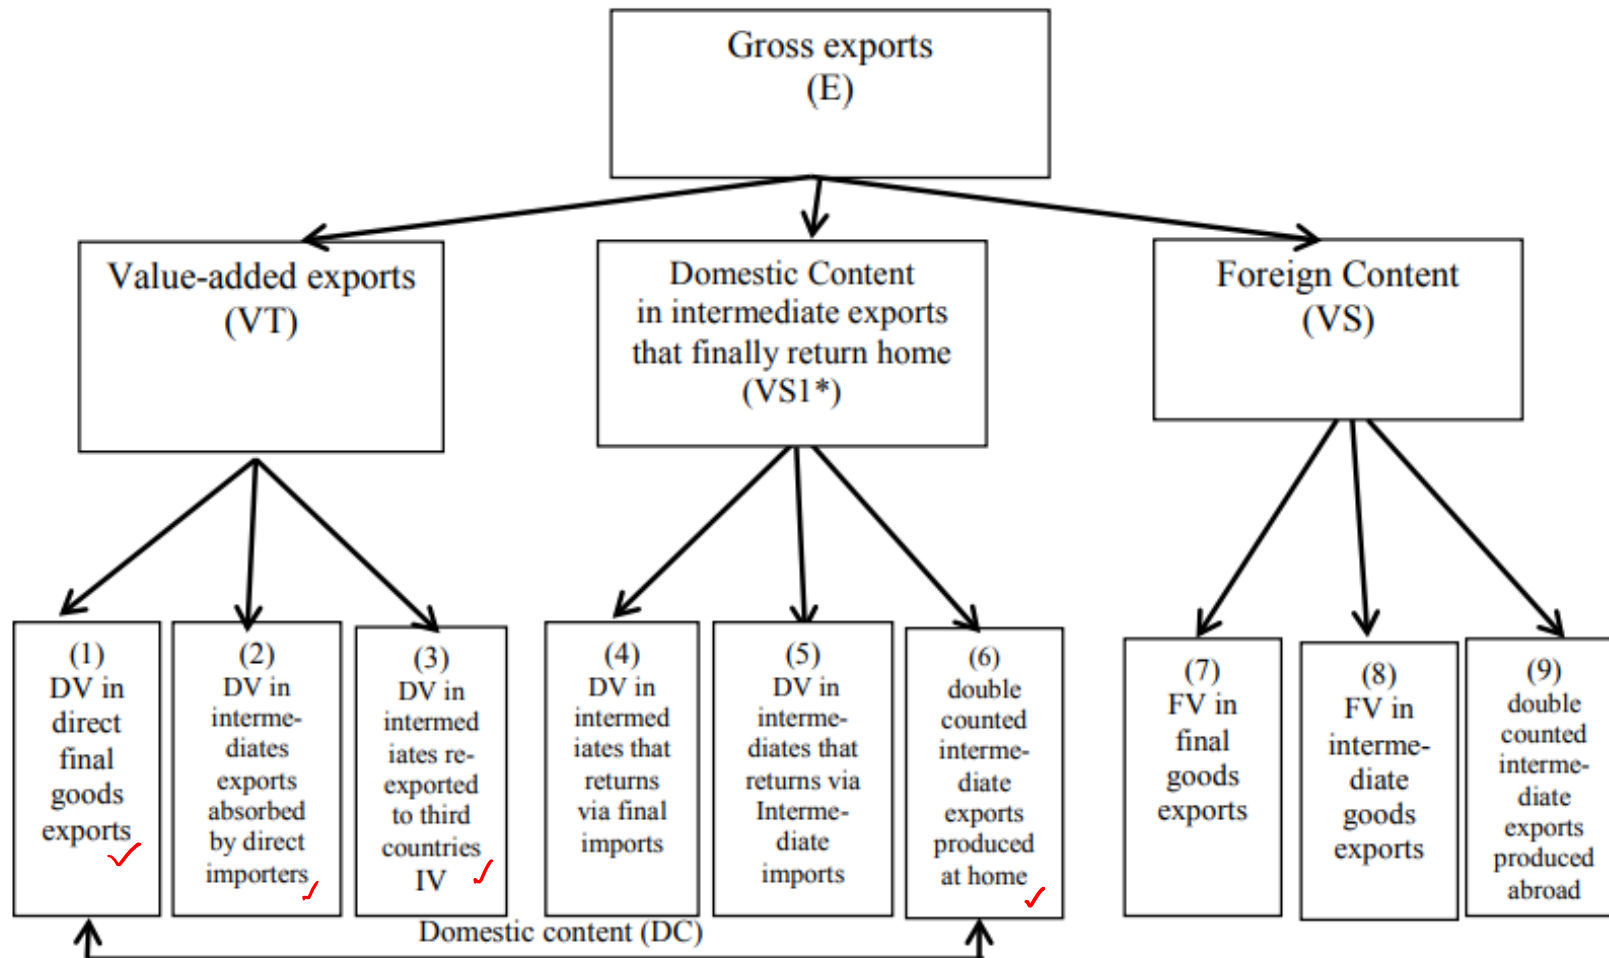 Gross exports
(E)
Value-added exports
(VT)
Domestic Content
in intermediate exports
that finally return home
(VS1*)
Foreign Content
(VS)
(1)
DV in
direct
final
goods
exports
(2)
DV in
interme-
diates
exports
absorbed
by direct
importers
(3)
DV in
intermed
iates re-
exported
to third
countries
IV
(4)
DV in
intermed
iates that
returns
via final
imports
(5)
DV in
interme-
diates that
returns via
Interme-
diate
imports
(6)
double
counted
interme-
diate
exports
produced
at home
(7)
FV in
final
goods
exports
(8)
FV in
interme-
diate
goods
exports
(9)
double
counted
interme-
diate
exports
produced
abroad
Domestic content (DC)